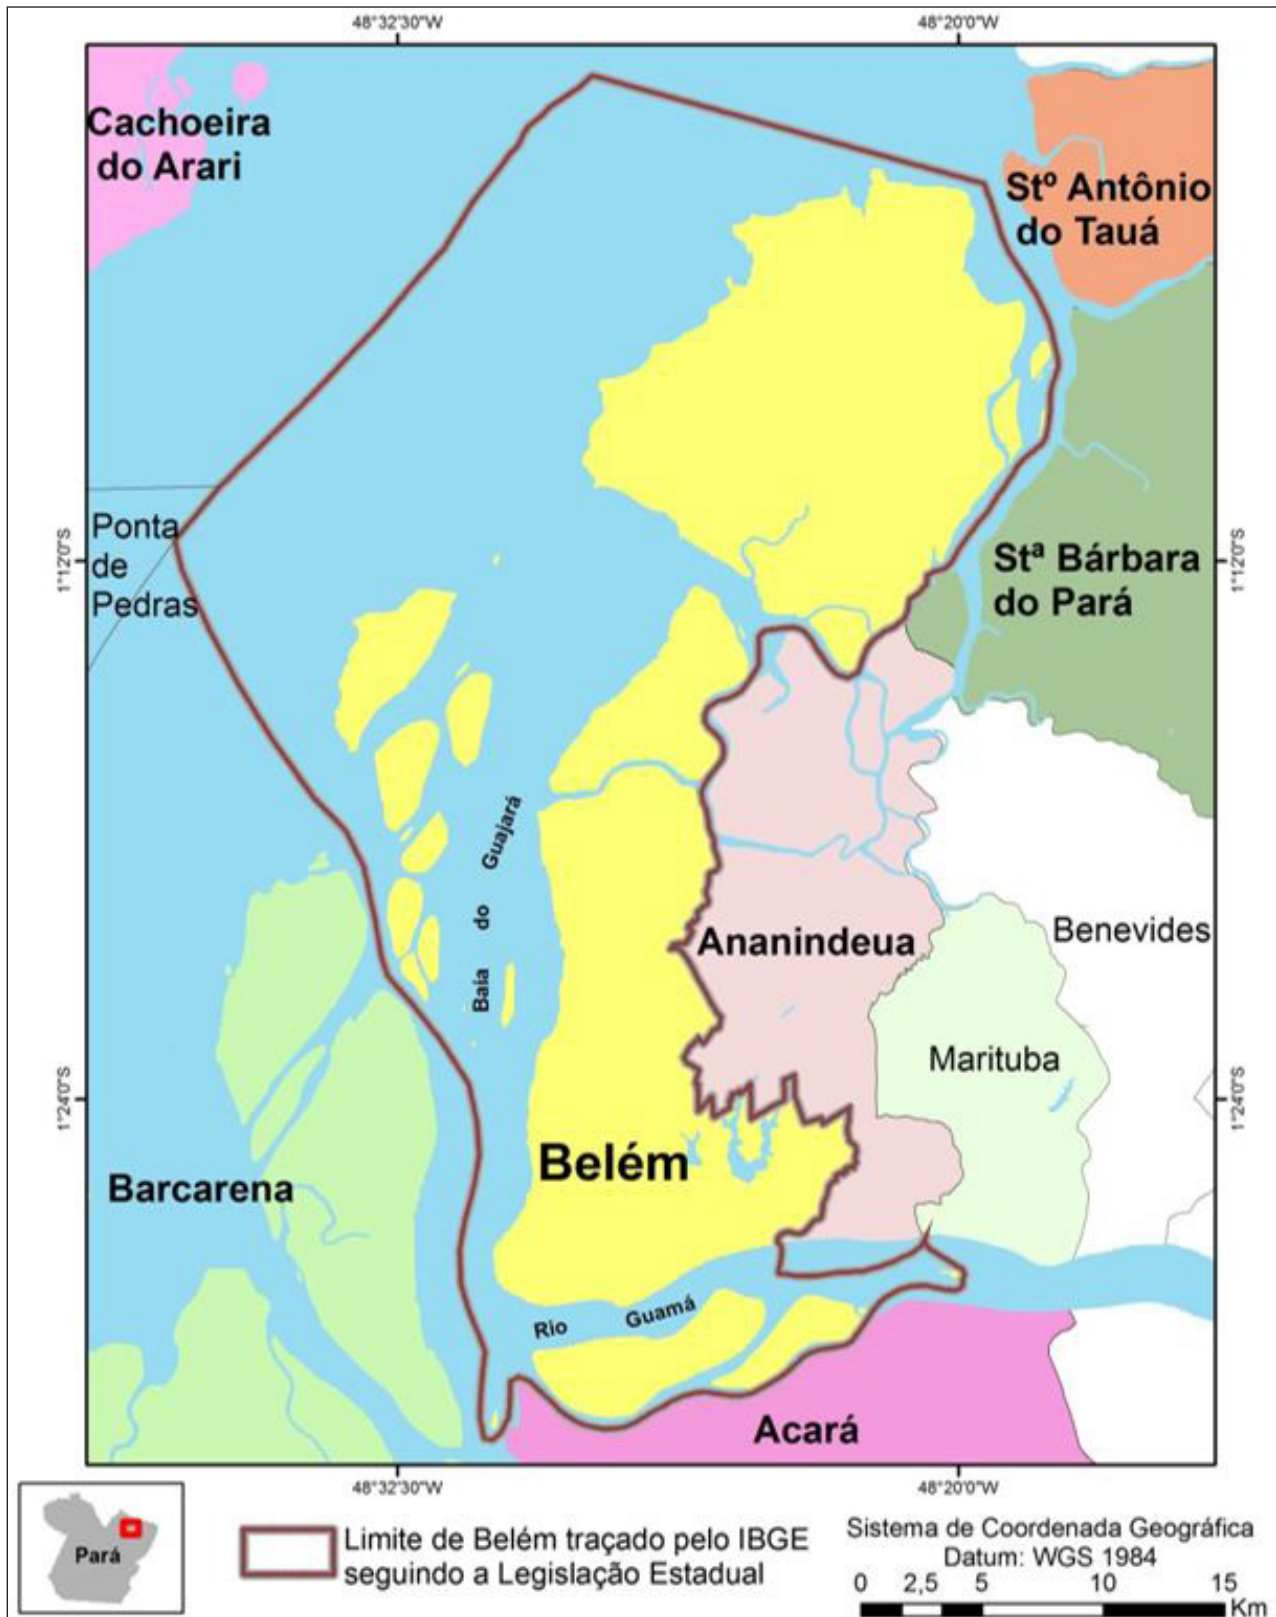 48°32'30"W
48°20'0"W
Cachoeira
do Arari
Stº Antônio
do Tauá
Ponta
de
Pedras
1°12'0"S
1°12'0"S
Stª Bárbara
do Pará
Baia do Guajará
Ananindeua
Benevides
Marituba
1°24'0"S
1°24'0"S
Belém
Barcarena
Rio Guamá
Acará
48°32'30"W
48°20'0"W
Pará
Limite de Belém traçado pelo IBGE
seguindo a Legislação Estadual
Sistema de Coordenada Geográfica
Datum: WGS 1984
0 2,5 5 10 15
Km